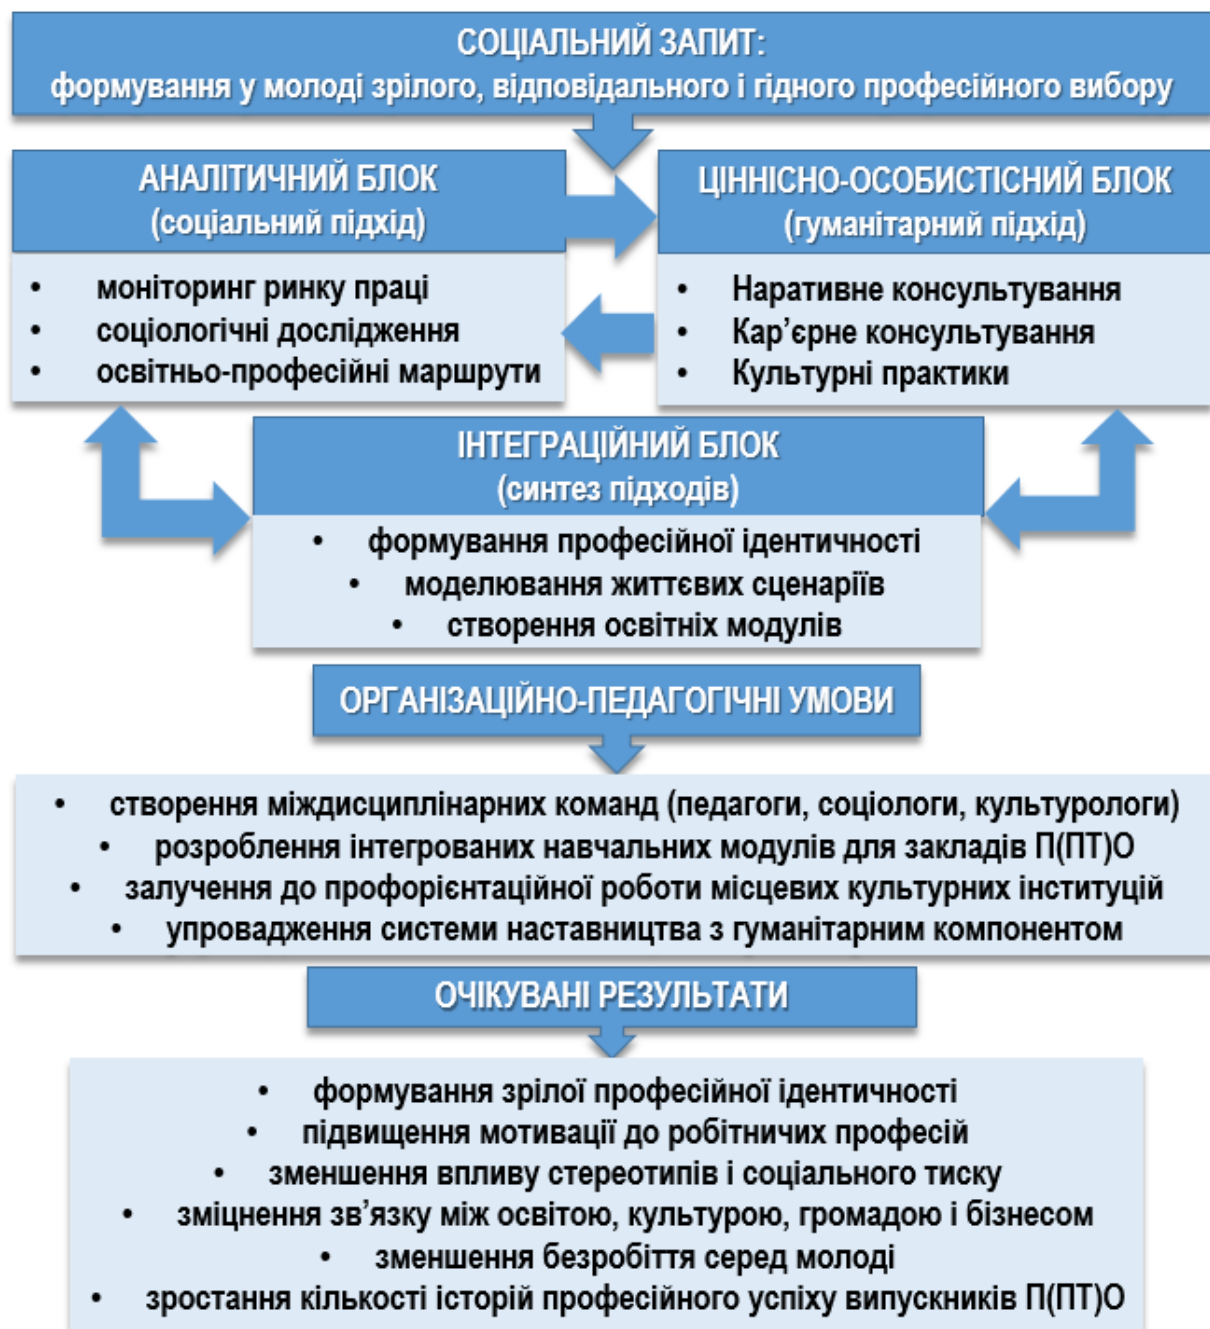 СОЦІАЛЬНИЙ ЗАПИТ:
формування у молоді зрілого, відповідального і гідного професійного вибору
АНАЛІТИЧНИЙ БЛОК
(соціальний підхід)
• моніторинг ринку праці
• соціологічні дослідження
• освітньо-професійні маршрути
ЦІННІСНО-ОСОБИСТІСНИЙ БЛОК
(гуманітарний підхід)
• Наративне консультування
• Кар’єрне консультування
• Культурні практики
ІНТЕГРАЦІЙНИЙ БЛОК
(синтез підходів)
• формування професійної ідентичності
• моделювання життєвих сценаріїв
• створення освітніх модулів
ОРГАНІЗАЦІЙНО-ПЕДАГОГІЧНІ УМОВИ
• створення міждисциплінарних команд (педагоги, соціологи, культурологи)
• розроблення інтегрованих навчальних модулів для закладів П(ПТ)О
• залучення до профорієнтаційної роботи місцевих культурних інституцій
• упровадження системи наставництва з гуманітарним компонентом
ОЧІКУВАНІ РЕЗУЛЬТАТИ
• формування зрілої професійної ідентичності
• підвищення мотивації до робітничих професій
• зменшення впливу стереотипів і соціального тиску
• зміцнення зв’язку між освітою, культурою, громадою і бізнесом
• зменшення безробіття серед молоді
• зростання кількості історій професійного успіху випускників П(ПТ)О